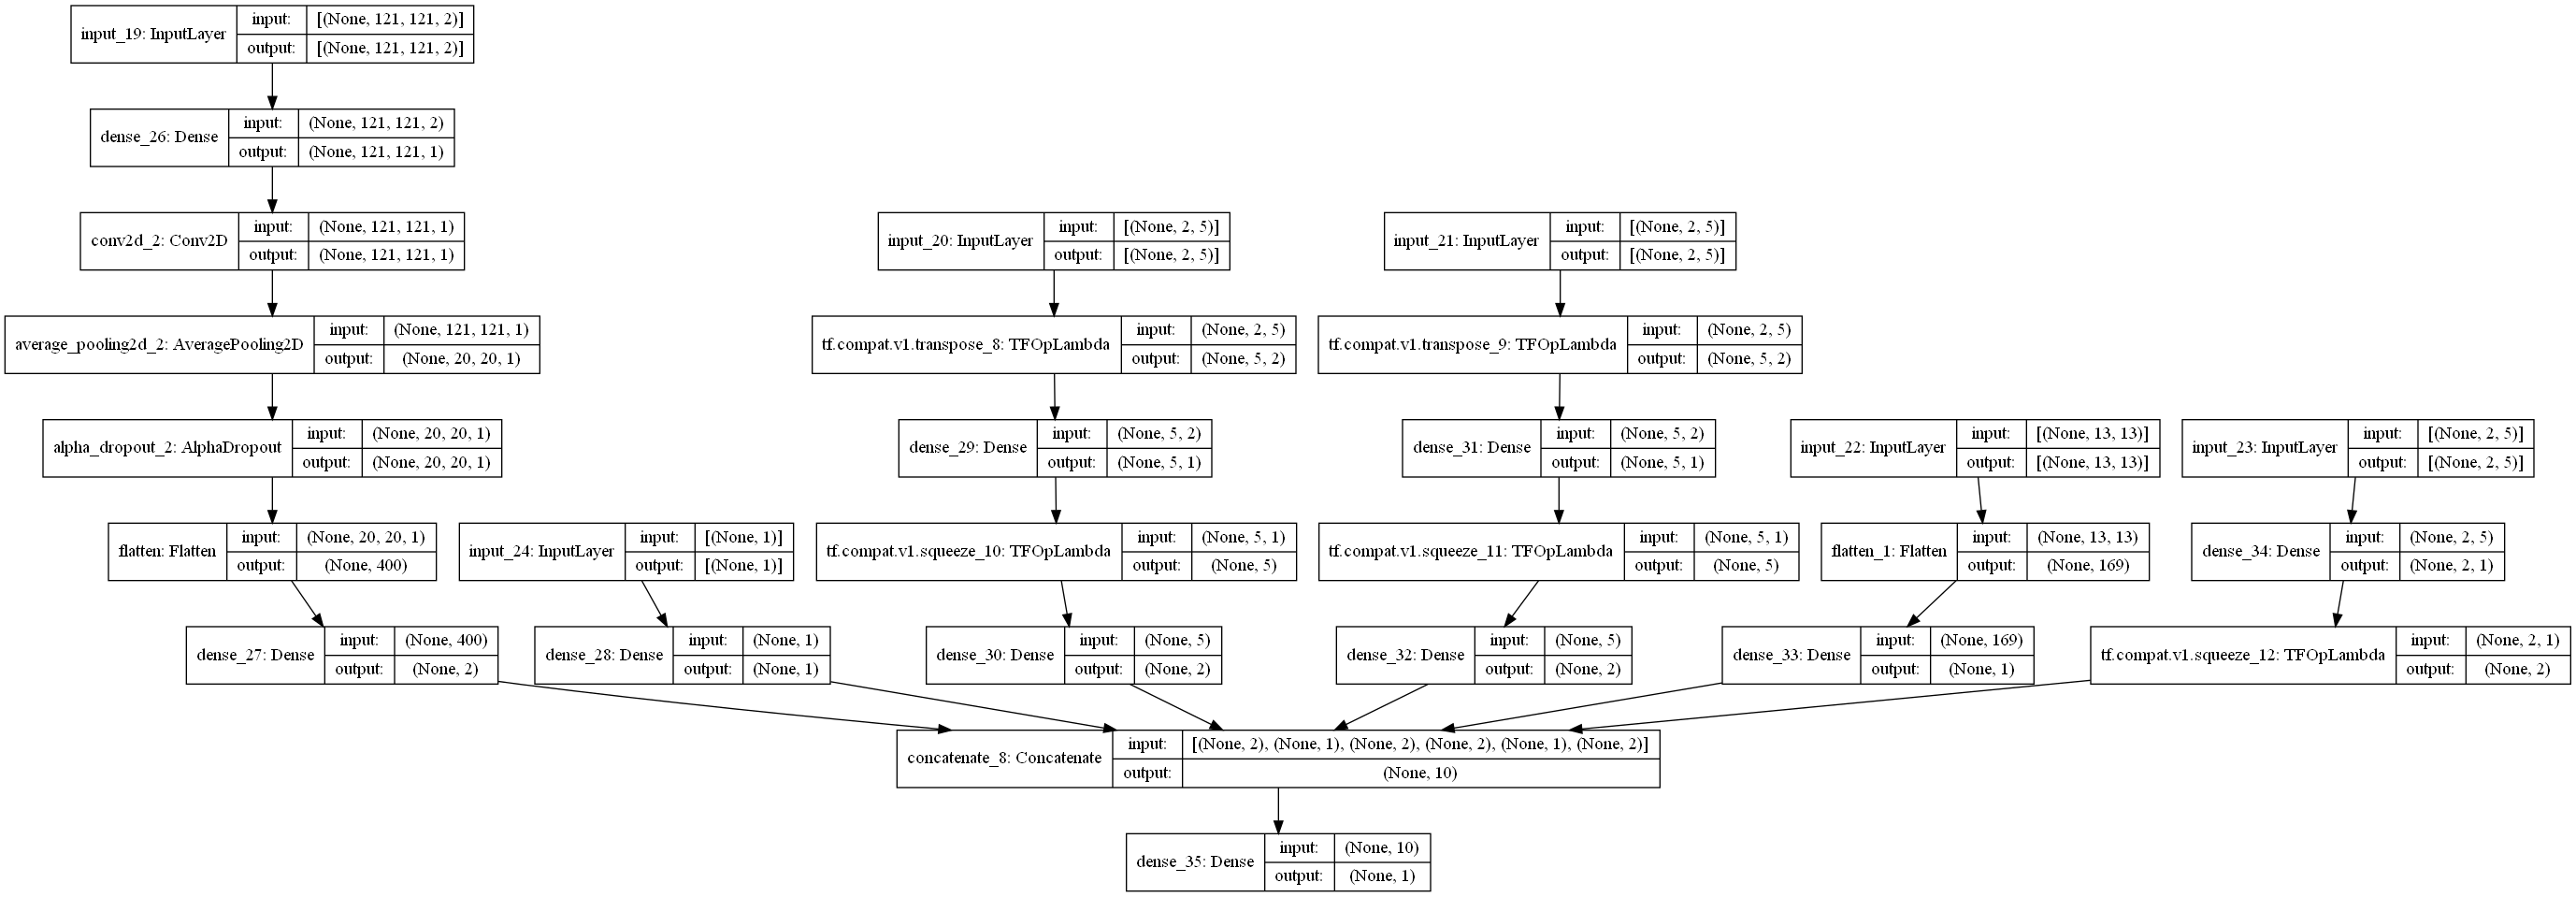 input_19: InputLayer
input: [(None, 121, 121, 2)]
output: [(None, 121, 121, 2)]
dense_26: Dense
input: (None, 121, 121, 2)
output: (None, 121, 121, 1)
conv2d_2: Conv2D
input: (None, 121, 121, 1)
output: (None, 121, 121, 1)
input_20: InputLayer
input: [(None, 2, 5)]
output: [(None, 2, 5)]
input_21: InputLayer
input: [(None, 2, 5)]
output: [(None, 2, 5)]
average_pooling2d_2: AveragePooling2D
input: (None, 121, 121, 1)
output: (None, 20, 20, 1)
tf.compat.v1.transpose_8: TFOpLambda
input: (None, 2, 5)
output: (None, 5, 2)
tf.compat.v1.transpose_9: TFOpLambda
input: (None, 2, 5)
output: (None, 5, 2)
alpha_dropout_2: AlphaDropout
input: (None, 20, 20, 1)
output: (None, 20, 20, 1)
dense_29: Dense
input: (None, 5, 2)
output: (None, 5, 1)
dense_31: Dense
input: (None, 5, 2)
output: (None, 5, 1)
input_22: InputLayer
input: [(None, 13, 13)]
output: [(None, 13, 13)]
input_23: InputLayer
input: [(None, 2, 5)]
output: [(None, 2, 5)]
flatten: Flatten
input: (None, 20, 20, 1)
output: (None, 400)
input_24: InputLayer
input: [(None, 1)]
output: [(None, 1)]
tf.compat.v1.squeeze_10: TFOpLambda
input: (None, 5, 1)
output: (None, 5)
tf.compat.v1.squeeze_11: TFOpLambda
input: (None, 5, 1)
output: (None, 5)
flatten_1: Flatten
input: (None, 13, 13)
output: (None, 169)
dense_34: Dense
input: (None, 2, 5)
output: (None, 2, 1)
dense_27: Dense
input: (None, 400)
output: (None, 2)
dense_28: Dense
input: (None, 1)
output: (None, 1)
dense_30: Dense
input: (None, 5)
output: (None, 2)
dense_32: Dense
input: (None, 5)
output: (None, 2)
dense_33: Dense
input: (None, 169)
output: (None, 1)
tf.compat.v1.squeeze_12: TFOpLambda
input: (None, 2, 1)
output: (None, 2)
concatenate_8: Concatenate
input: [(None, 2), (None, 1), (None, 2), (None, 2), (None, 1), (None, 2)]
output: (None, 10)
dense_35: Dense
input: (None, 10)
output: (None, 1)